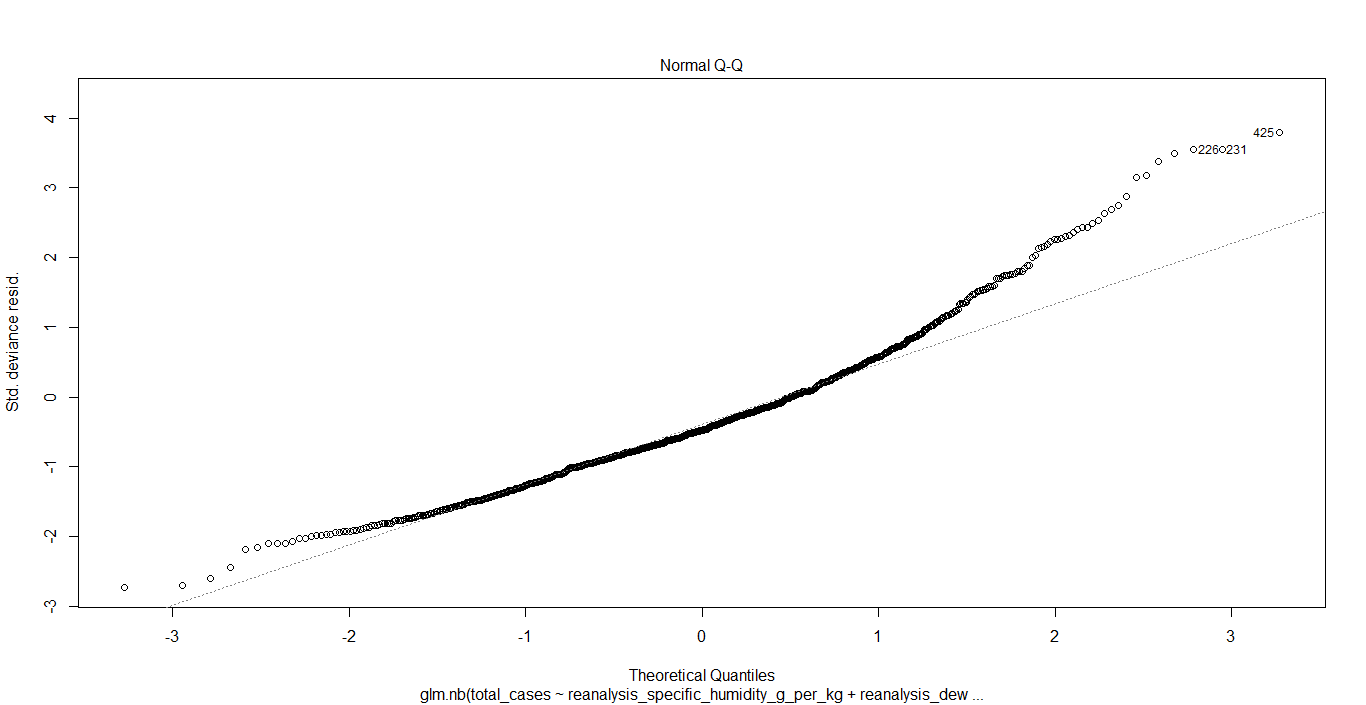 Normal Q-Q
4
3
2
1
0
-1
-2
-3
Std. deviance resid.
425
226 231
-3 -2 -1 0 1 2 3
Theoretical Quantiles
glm.nb(total_cases ~ reanalysis_specific_humidity_g_per_kg + reanalysis_dew ...